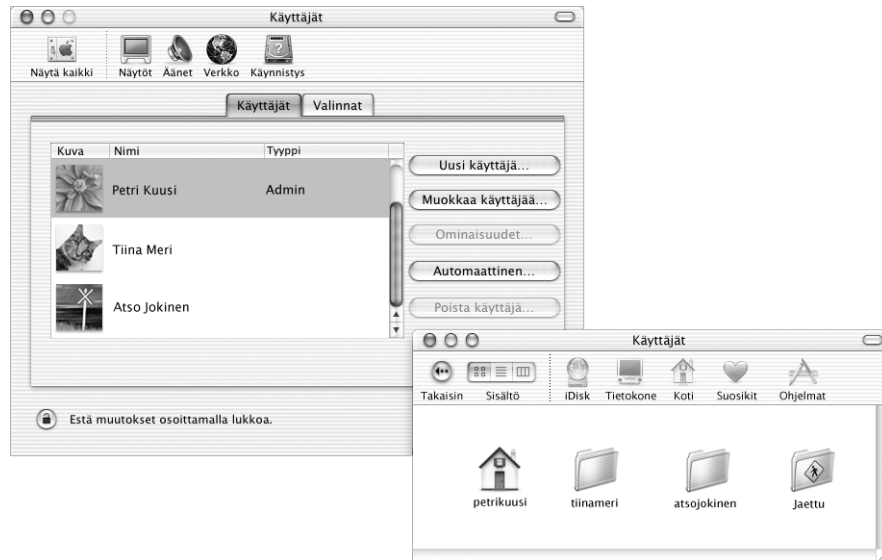 Käyttäjät
Näytä kaikki Näytöt Äänet Verkko Käynnistys
Käyttäjät Valinnat
Kuva Nimi Tyyppi
Petri Kuusi Admin
Tiina Meri
Atso Jokinen
Uusi käyttäjä...
Muokkaa käyttäjää...
Ominaisuudet...
Automaattinen...
Poista käyttäjä...
Estä muutokset osoittamalla lukkoa.
Käyttäjät
Takaisin Sisältö iDisk Tietokone Koti Suosikit Ohjelmat
petrikuusi tiinameri atsojokinen Jaettu